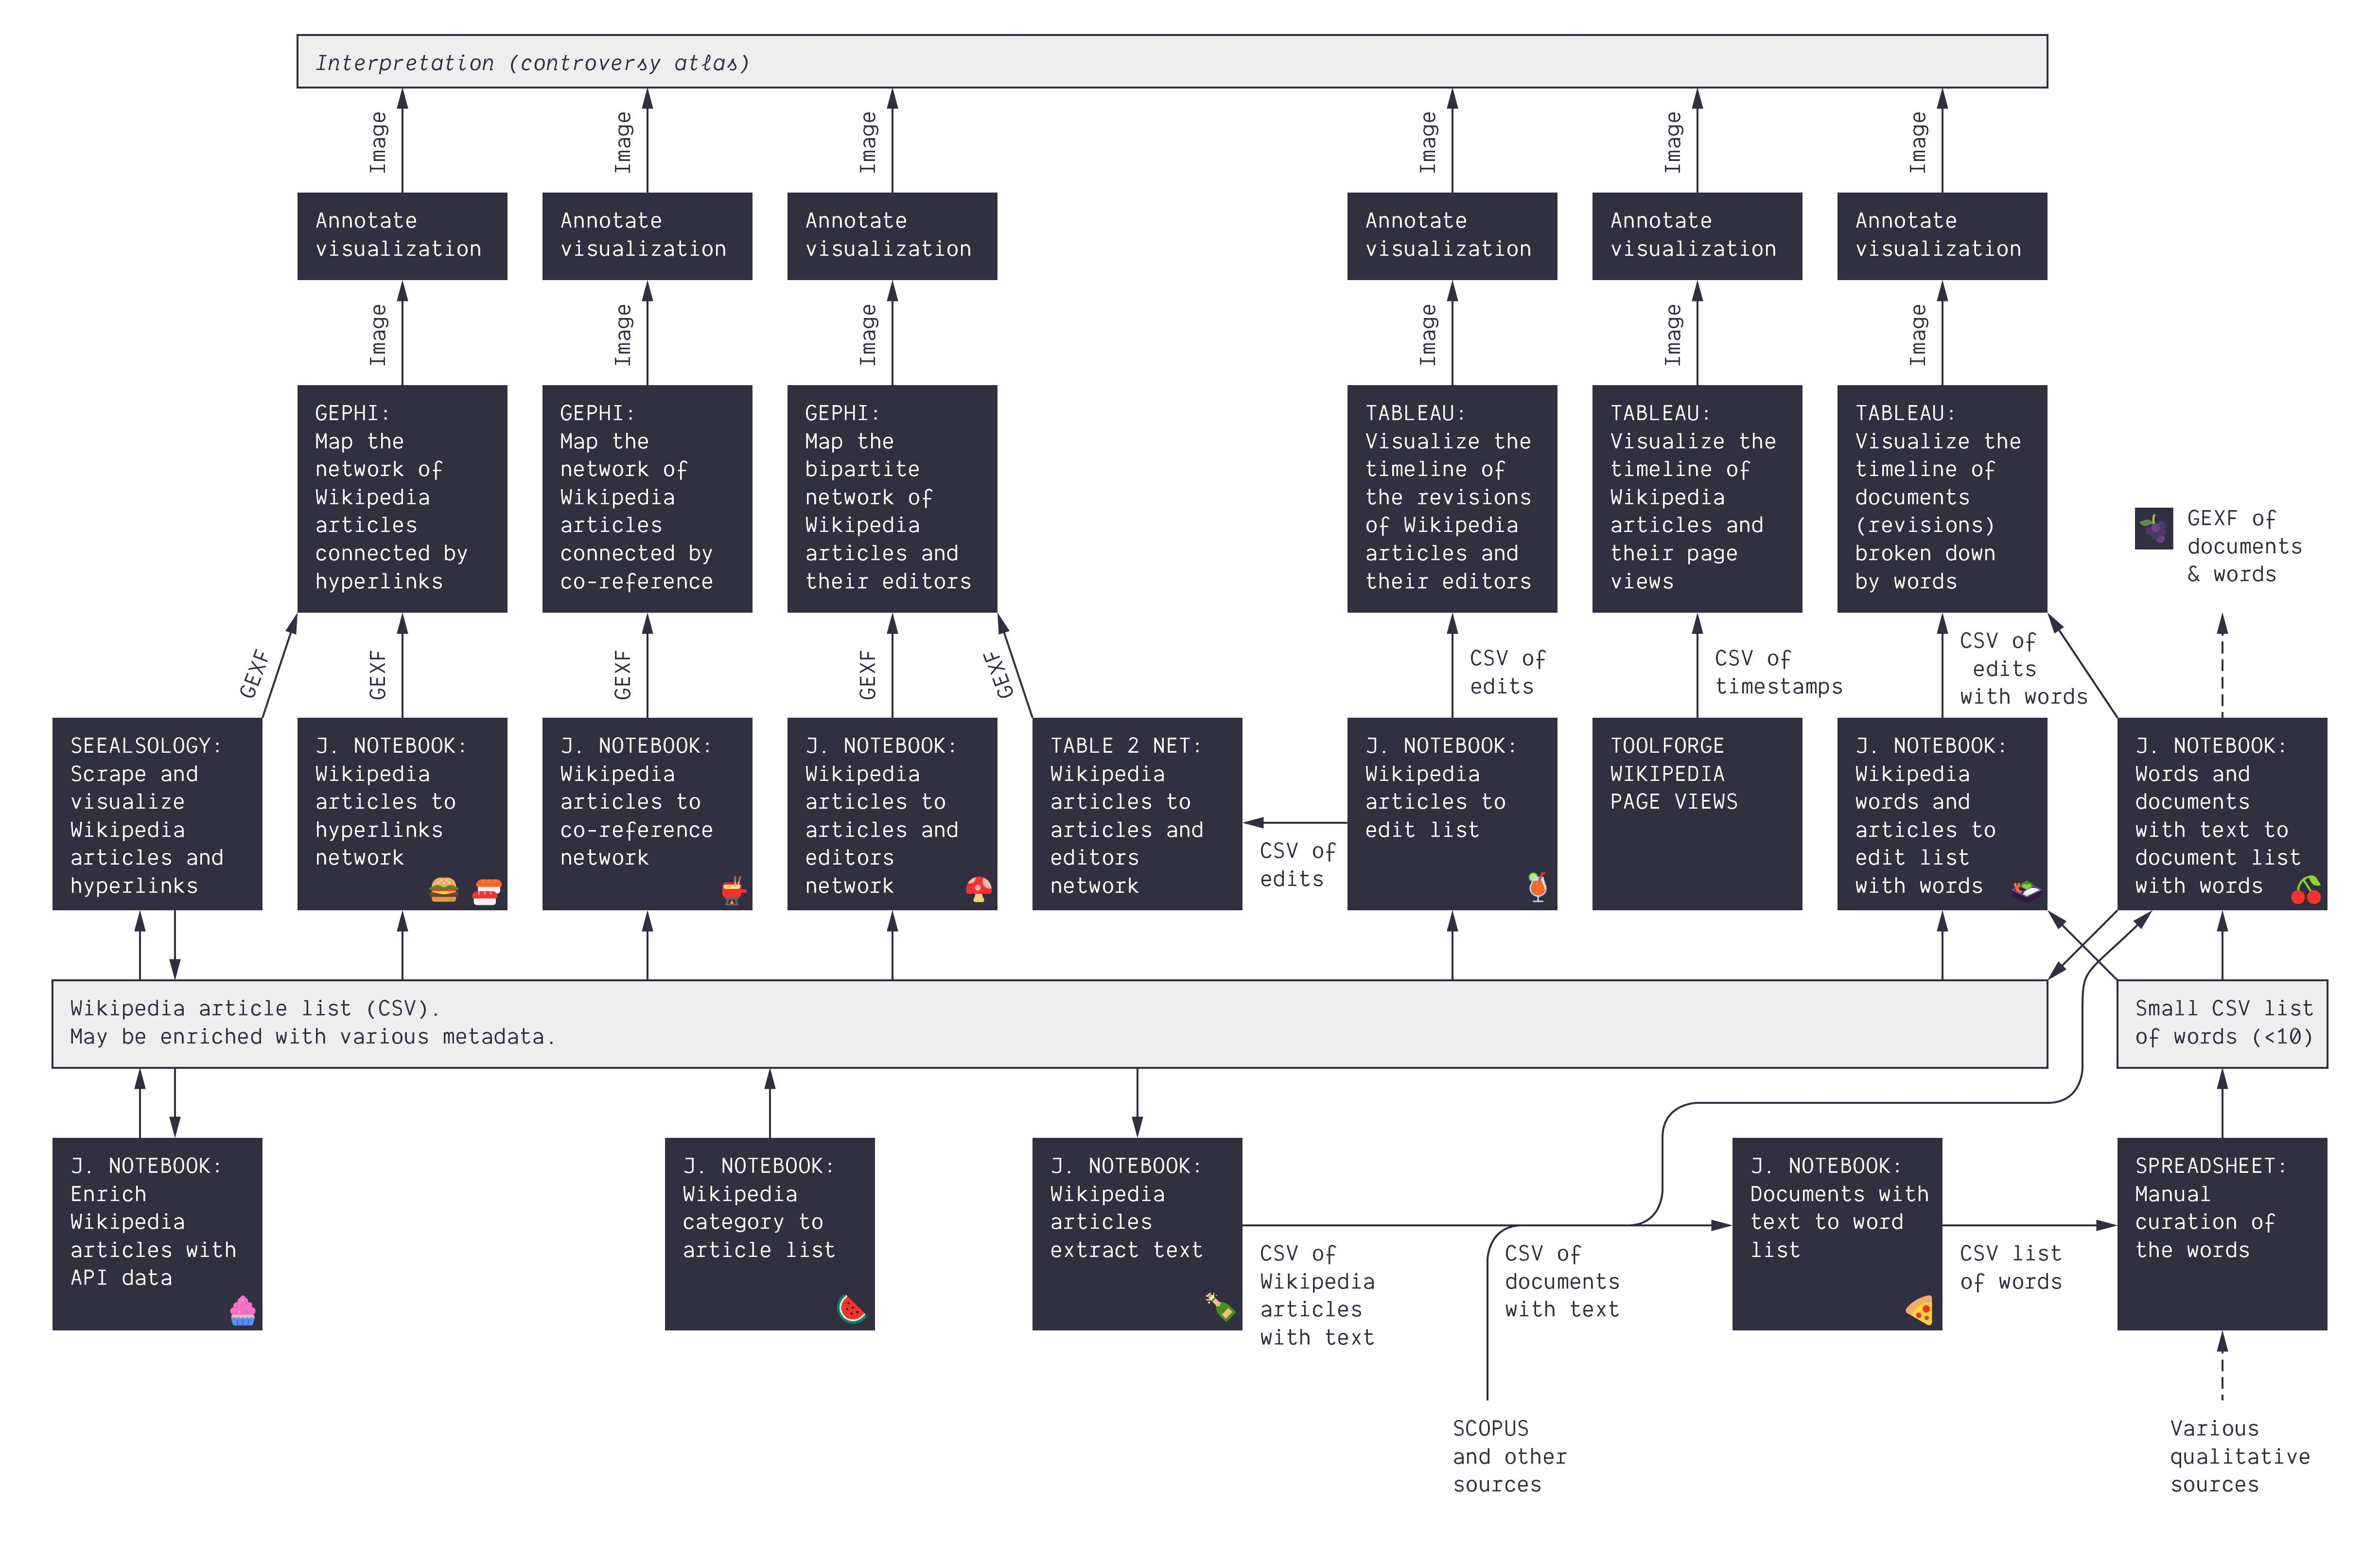 Interpretation (controversy atlas)
Image
Image
Image
Image
Image
Image
Annotate
visualization
Annotate
visualization
Annotate
visualization
Annotate
visualization
Annotate
visualization
Annotate
visualization
Image
Image
Image
Image
Image
Image
GEPHI:
Map the
network of
Wikipedia
articles
connected by
hyperlinks
GEPHI:
Map the
network of
Wikipedia
articles
connected by
co-reference
GEPHI:
Map the
bipartite
network of
Wikipedia
articles and
their editors
TABLEAU:
Visualize the
timeline of
the revisions
of Wikipedia
articles and
their editors
TABLEAU:
Visualize the
timeline of
Wikipedia
articles and
their page
views
TABLEAU:
Visualize the
timeline of
documents
(revisions)
broken down
by words
GEXF of
documents
& words
GEXF
GEXF
GEXF
GEXF
GEXF
CSV of
edits
CSV of
timestamps
CSV of
edits
with words
SEEALSOLOGY:
Scrape and
visualize
Wikipedia
articles and
hyperlinks
J. NOTEBOOK:
Wikipedia
articles to
hyperlinks
network
J. NOTEBOOK:
Wikipedia
articles to
co-reference
network
J. NOTEBOOK:
Wikipedia
articles to
articles and
editors
network
TABLE 2 NET:
Wikipedia
articles to
articles and
editors
network
CSV of
edits
J. NOTEBOOK:
Wikipedia
articles to
edit list
TOOLFORGE
WIKIPEDIA
PAGE VIEWS
J. NOTEBOOK:
Wikipedia
words and
articles to
edit list
with words
J. NOTEBOOK:
Words and
documents
with text to
document list
with words
Wikipedia article list (CSV).
May be enriched with various metadata.
Small CSV list
of words (<10)
J. NOTEBOOK:
Enrich
Wikipedia
articles with
API data
J. NOTEBOOK:
Wikipedia
category to
article list
J. NOTEBOOK:
Wikipedia
articles
extract text
CSV of
Wikipedia
articles
with text
CSV of
documents
with text
J. NOTEBOOK:
Documents with
text to word
list
CSV list
of words
SPREADSHEET:
Manual
curation of
the words
SCOPUS
and other
sources
Various
qualitative
sources